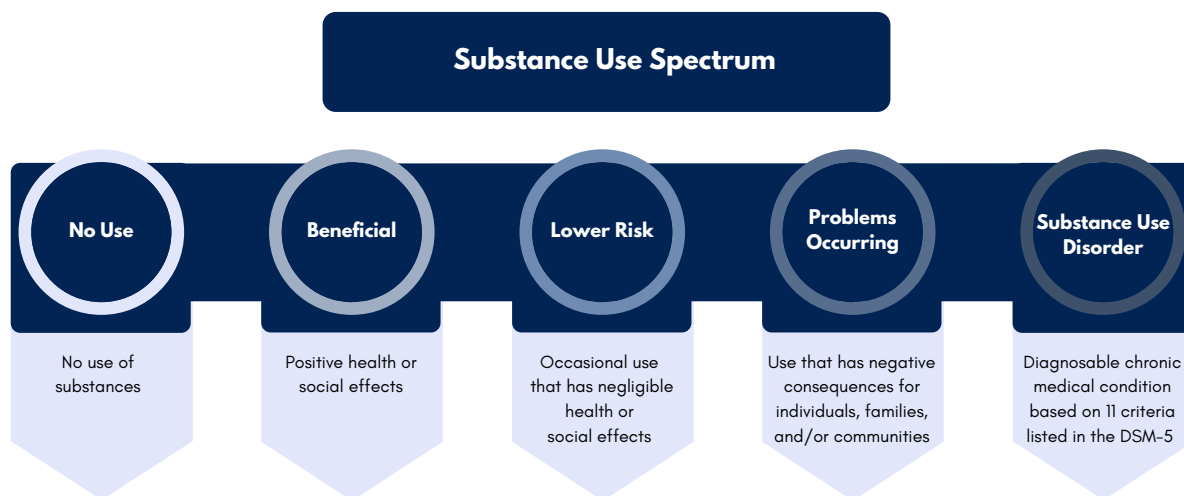 Substance Use Spectrum
No Use
Beneficial
Lower Risk
Problems
Occurring
Substance Use
Disorder
No use of
substances
Positive health or
social effects
Occasional use
that has negligible
health or
social effects
Use that has negative
consequences for
individuals, families,
and/or communities
Diagnosable chronic
medical condition
based on 11 criteria
listed in the DSM-5